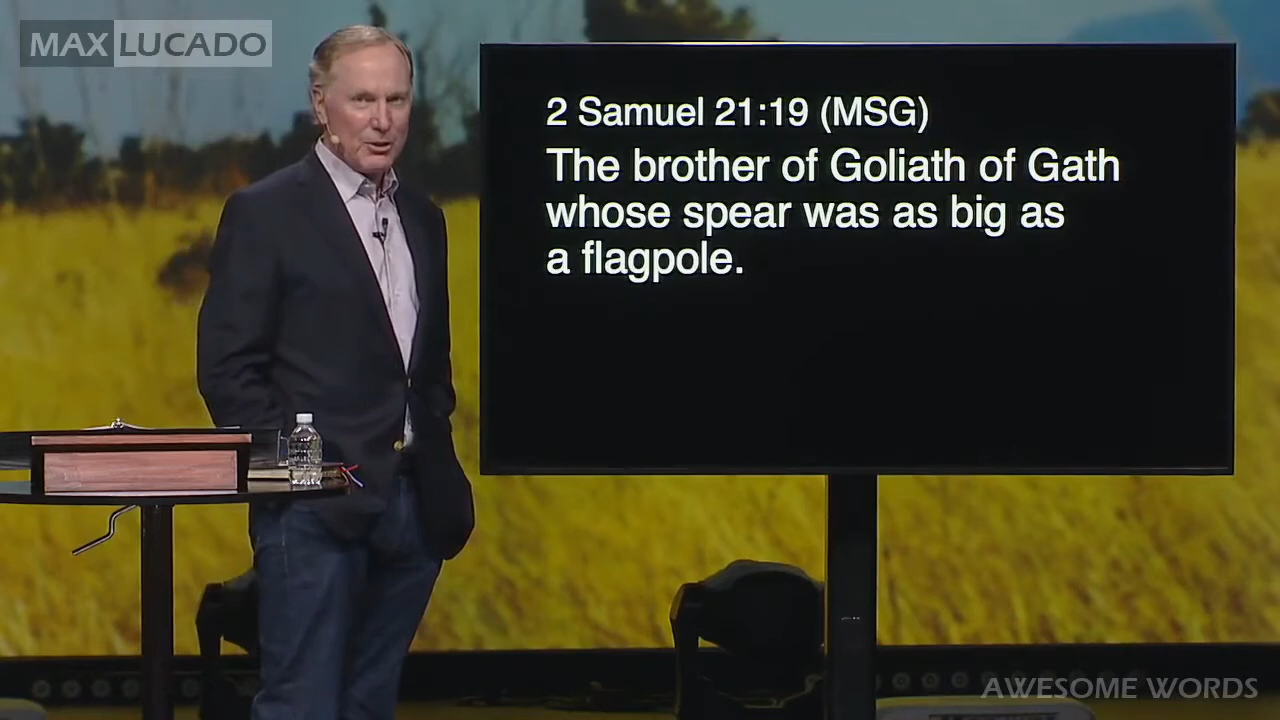 MAX LUCADO
2 Samuel 21:19 (MSG)
The brother of Goliath of Gath
whose spear was as big as
a flagpole.
AWESOME WORDS